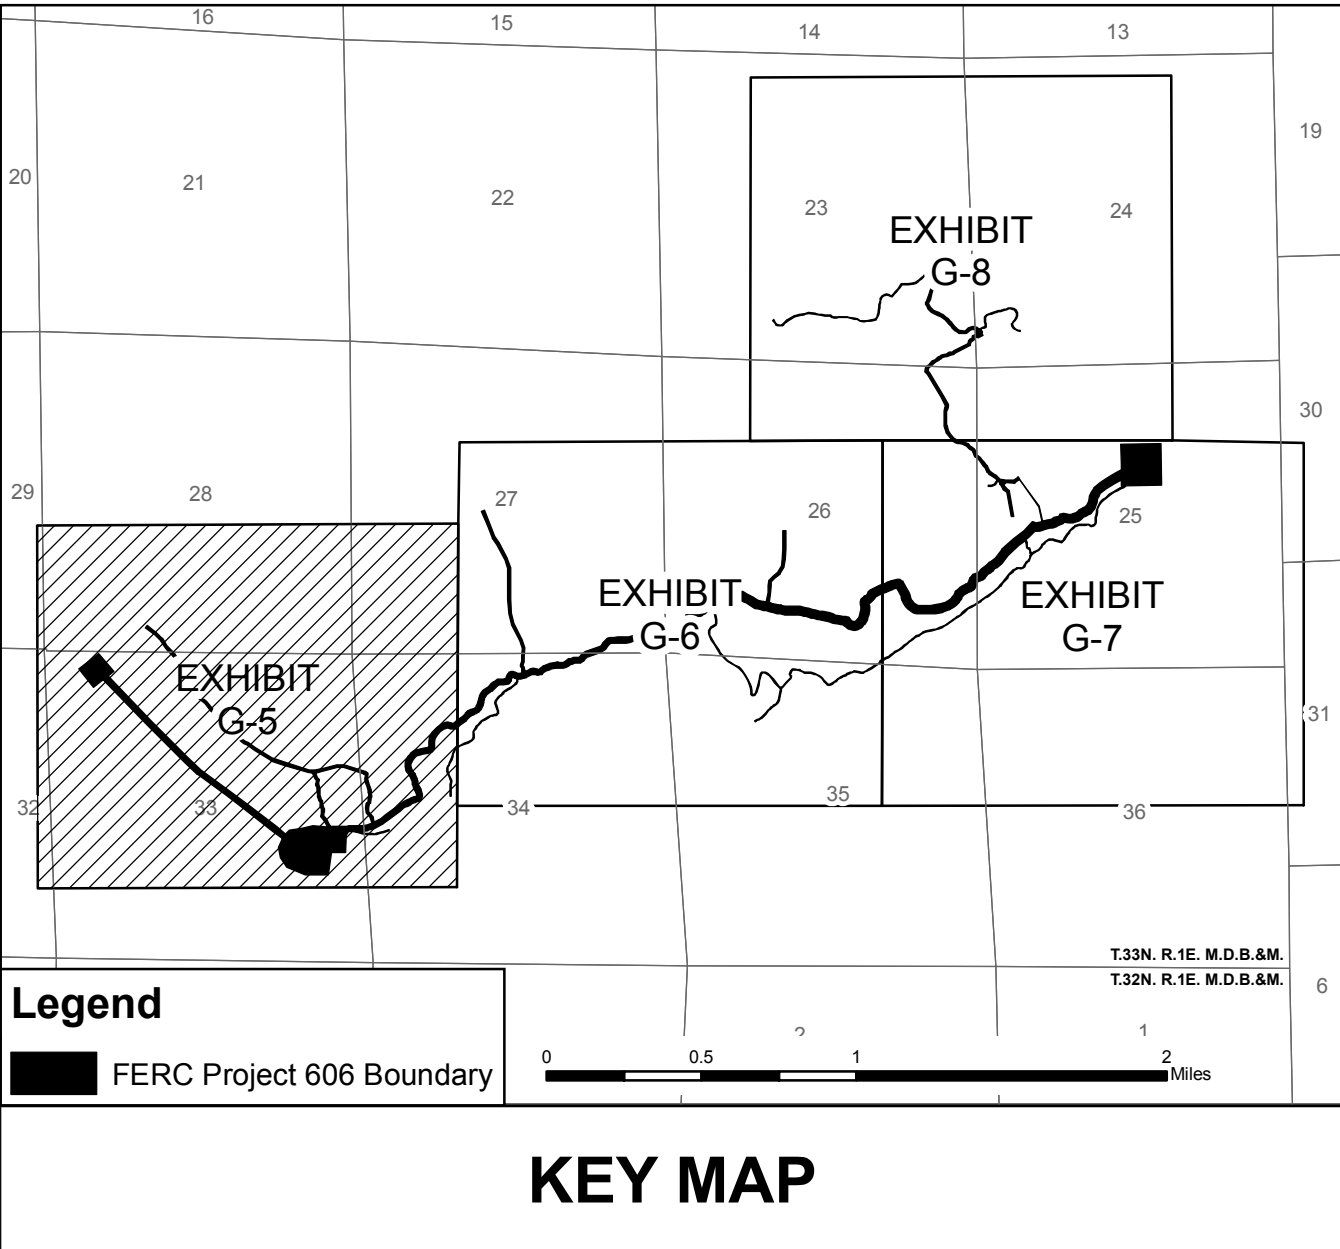 16
15
14
13
19
20
21
22
23
24
EXHIBIT
G-8
30
29
28
27
26
25
EXHIBIT
G-6
EXHIBIT
G-7
EXHIBIT
G-5
31
32
33
34
35
36
T.33N. R.1E. M.D.B.&M.
T.32N. R.1E. M.D.B.&M.
6
2
1
Legend
FERC Project 606 Boundary
0 0.5 1 2
Miles
KEY MAP